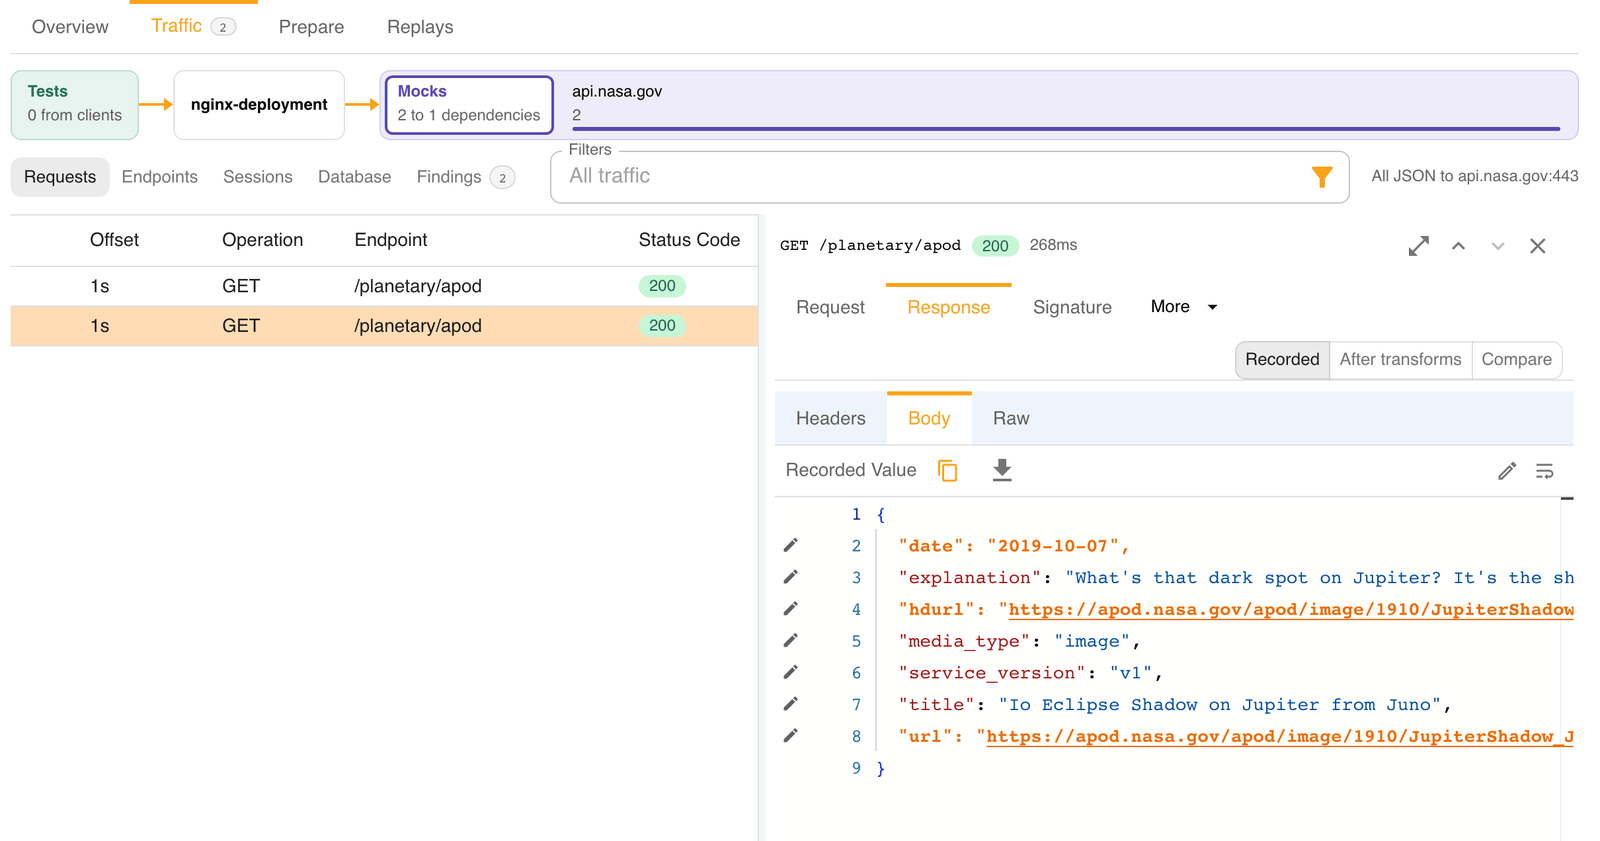 Overview Traffic 2 Prepare Replays
Tests
0 from clients
nginx-deployment
Mocks
2 to 1 dependencies
api.nasa.gov
2
Requests Endpoints Sessions Database Findings 2
Filters
All traffic
All JSON to api.nasa.gov:443
Offset Operation Endpoint Status Code
1s GET /planetary/apod 200
1s GET /planetary/apod 200
GET /planetary/apod 200 268ms
Request Response Signature More
Recorded After transforms Compare
Headers Body Raw
Recorded Value
1 {
2 "date": "2019-10-07",
3 "explanation": "What's that dark spot on Jupiter? It's the sh
4 "hdurl": "https://apod.nasa.gov/apod/image/1910/JupiterShadow
5 "media_type": "image",
6 "service_version": "v1",
7 "title": "Io Eclipse Shadow on Jupiter from Juno",
8 "url": "https://apod.nasa.gov/apod/image/1910/JupiterShadow_J
9 }